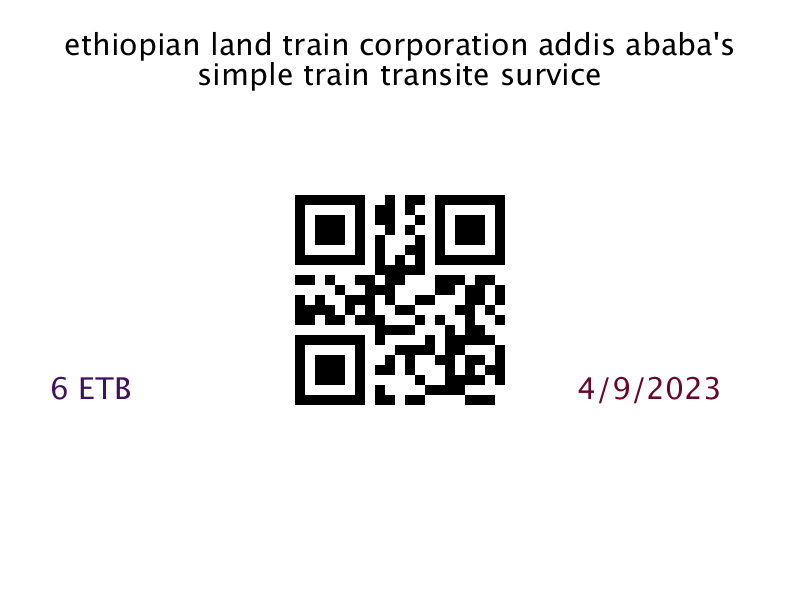 ethiopian land train corporation addis ababa's
simple train transite survice
6 ETB
4/9/2023